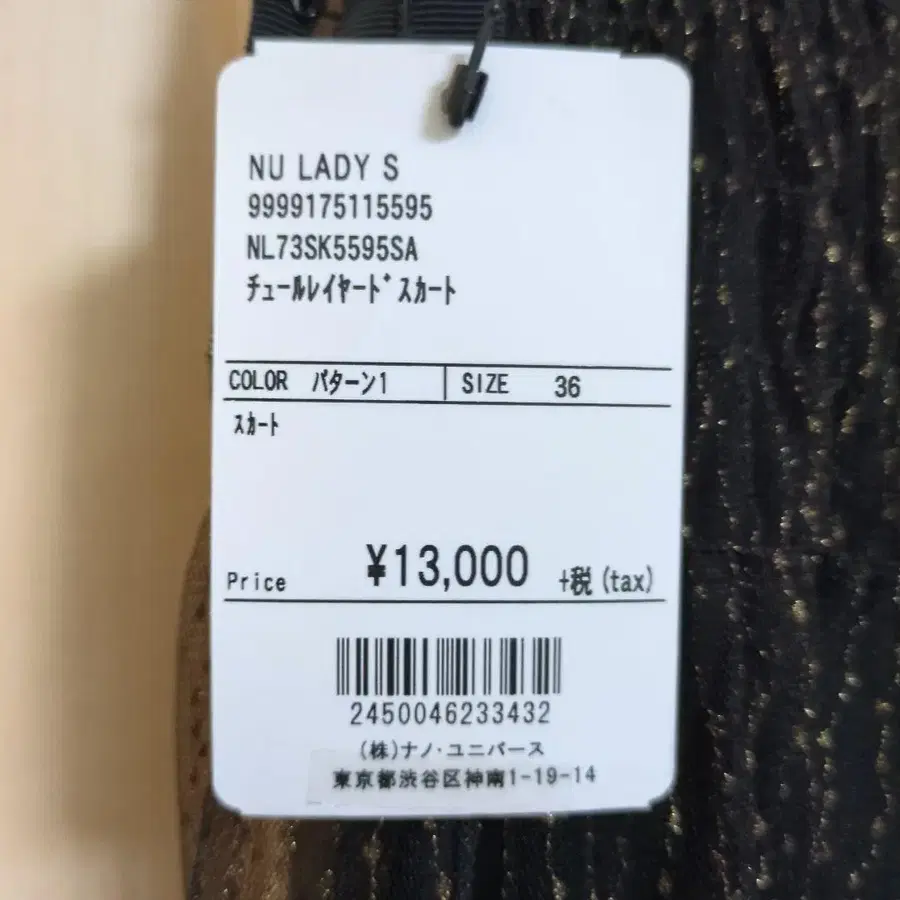 NU LADY S
9999175115595
NL73SK5595SA
チュールレイヤード スカート
COLOR パターン1 SIZE 36
スカート
Price ¥13,000 +税(tax)
2450046233432
(株)ナノ・ユニバース
東京都渋谷区神南1-19-14